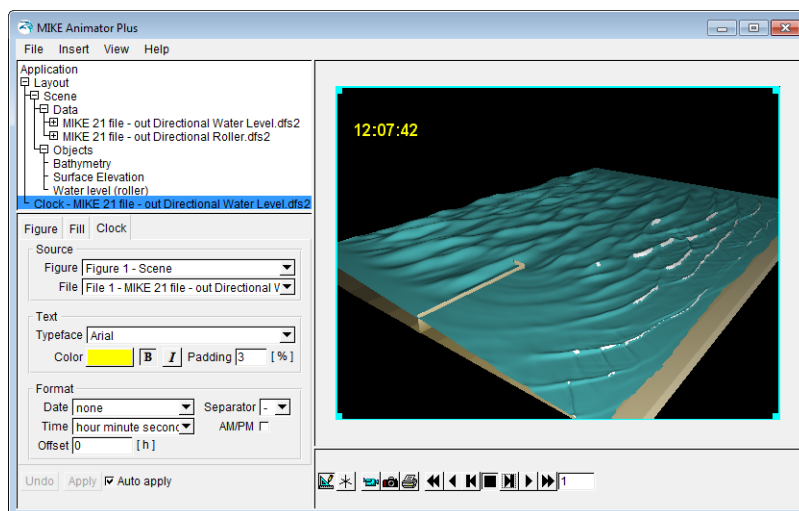 MIKE Animator Plus
File Insert View Help
Application
Layout
Scene
Data
MIKE 21 file - out Directional Water Level.dfs2
MIKE 21 file - out Directional Roller.dfs2
Objects
Bathymetry
Surface Elevation
Water level (roller)
Clock - MIKE 21 file - out Directional Water Level.dfs2
12:07:42
Figure Fill Clock
Source
Figure Figure 1 - Scene
File File 1 - MIKE 21 file - out Directional W
Text
Typeface Arial
Color B I Padding 3 [%]
Format
Date none Separator -
Time hour minute second
AM/PM
Offset 0 [h]
Undo Apply Auto apply
1